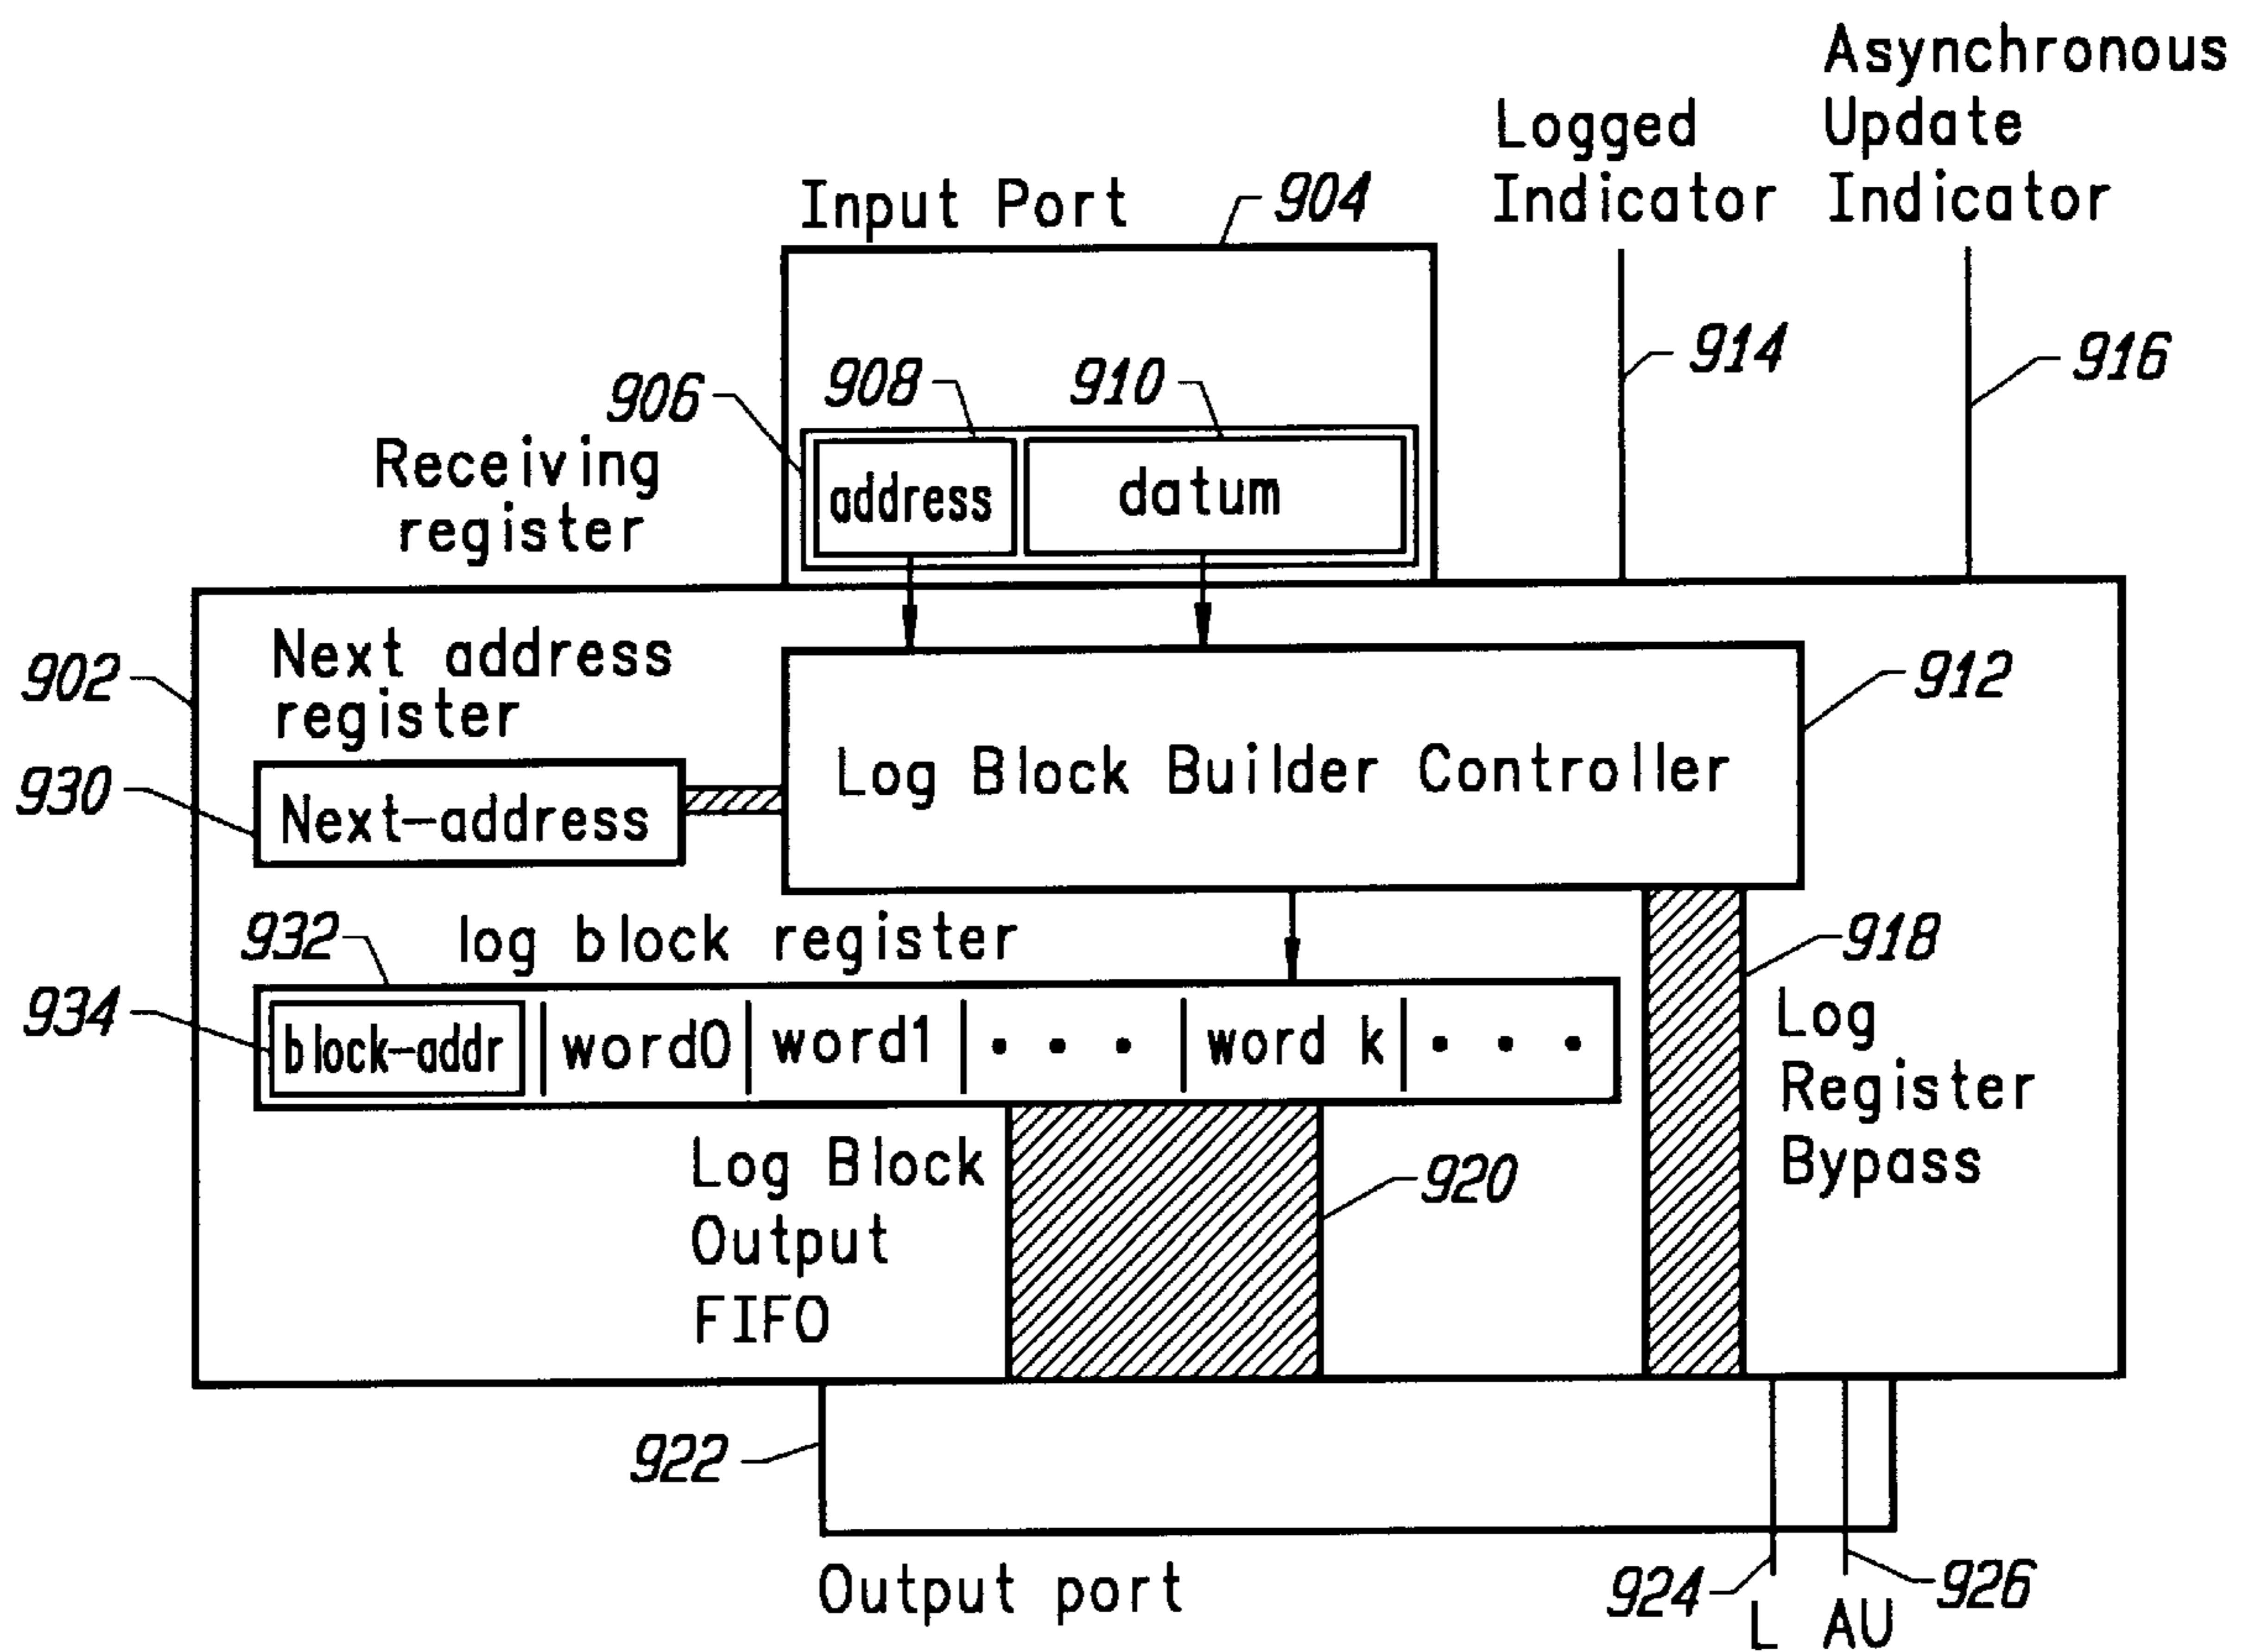 Asynchronous
Logged Update
Input Port 904 Indicator Indicator
914
916
906 908 910
Receiving
register
address datum
Next address
register
902
912
Log Block Builder Controller
930
Next-address
932 log block register
918
934
block-addr word0 word1 • • • word k • • •
Log
Register
Bypass
Log Block
Output
FIFO
920
922
Output port
924 926
L AU